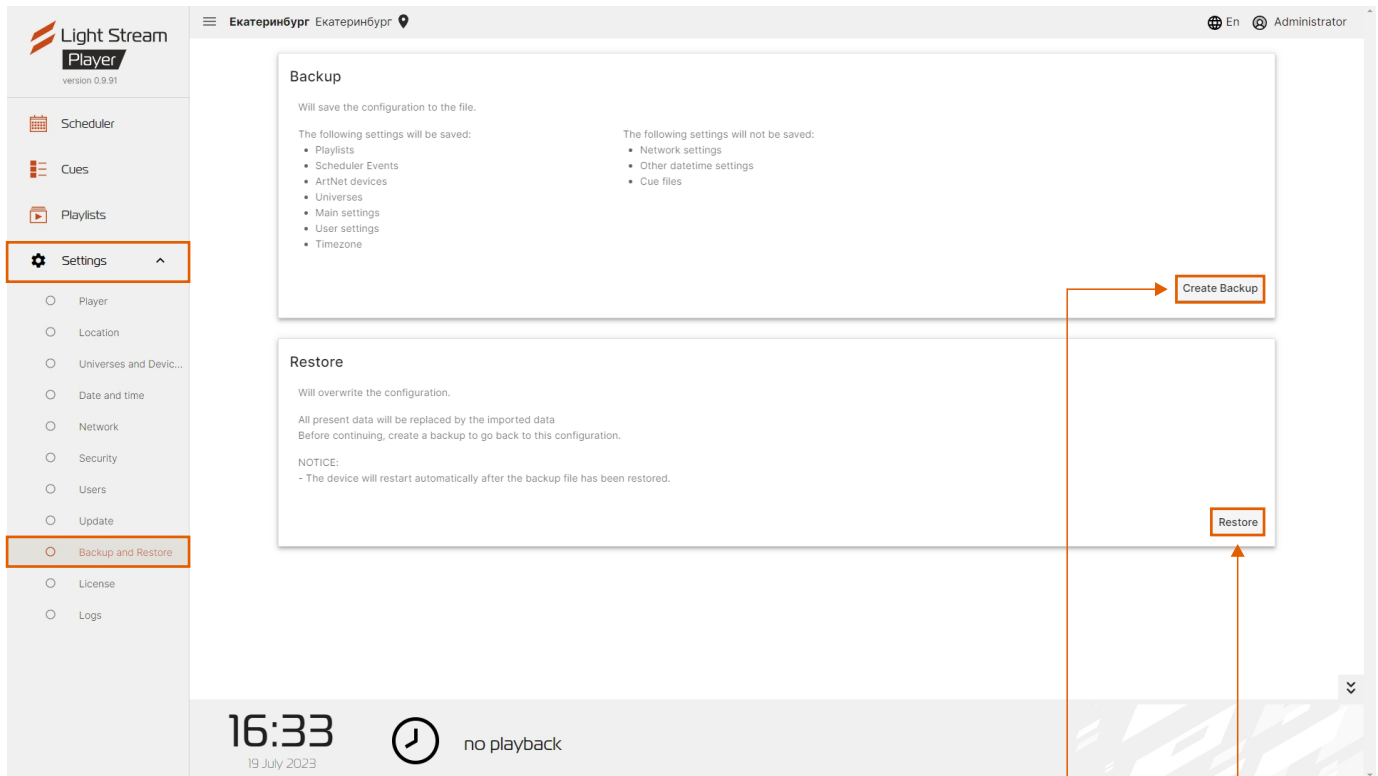 Light Stream
Player
version 0.9.91
Екатеринбург Екатеринбург
En Administrator
Scheduler
Cues
Playlists
Settings
Player
Location
Universes and Devic...
Date and time
Network
Security
Users
Update
Backup and Restore
License
Logs
Backup
Will save the configuration to the file.
The following settings will be saved:
• Playlists
• Scheduler Events
• ArtNet devices
• Universes
• Main settings
• User settings
• Timezone
The following settings will not be saved:
• Network settings
• Other datetime settings
• Cue files
Create Backup
Restore
Will overwrite the configuration.
All present data will be replaced by the imported data
Before continuing, create a backup to go back to this configuration.
NOTICE:
- The device will restart automatically after the backup file has been restored.
Restore
16:33
19 July 2023
no playback